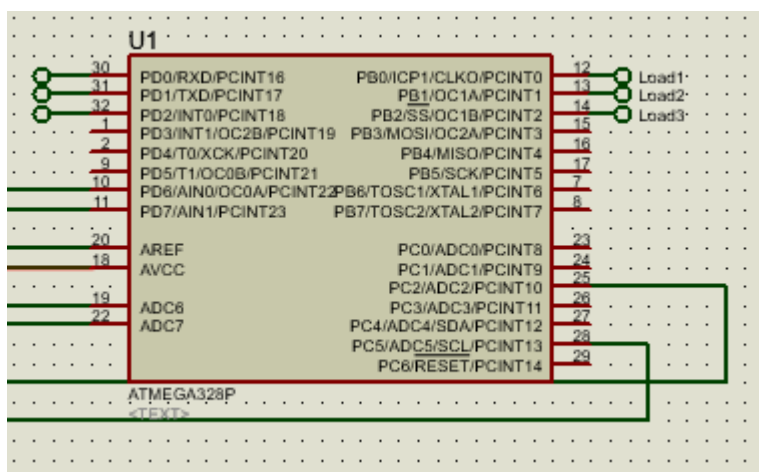 U1
30 PD0/RXD/PCINT16 PB0/ICP1/CLKO/PCINT0 12 Load1
31 PD1/TXD/PCINT17 PB1/OC1A/PCINT1 13 Load2
32 PD2/INT0/PCINT18 PB2/SS/OC1B/PCINT2 14 Load3
1 PD3/INT1/OC2B/PCINT19 PB3/MOSI/OC2A/PCINT3 15
2 PD4/T0/XCK/PCINT20 PB4/MISO/PCINT4 16
9 PD5/T1/OC0B/PCINT21 PB5/SCK/PCINT5 17
10 PD6/AIN0/OC0A/PCINT22 PB6/TOSC1/XTAL1/PCINT6 7
11 PD7/AIN1/PCINT23 PB7/TOSC2/XTAL2/PCINT7 8
20 AREF PC0/ADC0/PCINT8 23
18 AVCC PC1/ADC1/PCINT9 24
PC2/ADC2/PCINT10 25
19 ADC6 PC3/ADC3/PCINT11 26
22 ADC7 PC4/ADC4/SDA/PCINT12 27
PC5/ADC5/SCL/PCINT13 28
PC6/RESET/PCINT14 29
ATMEGA328P
<TEXT>